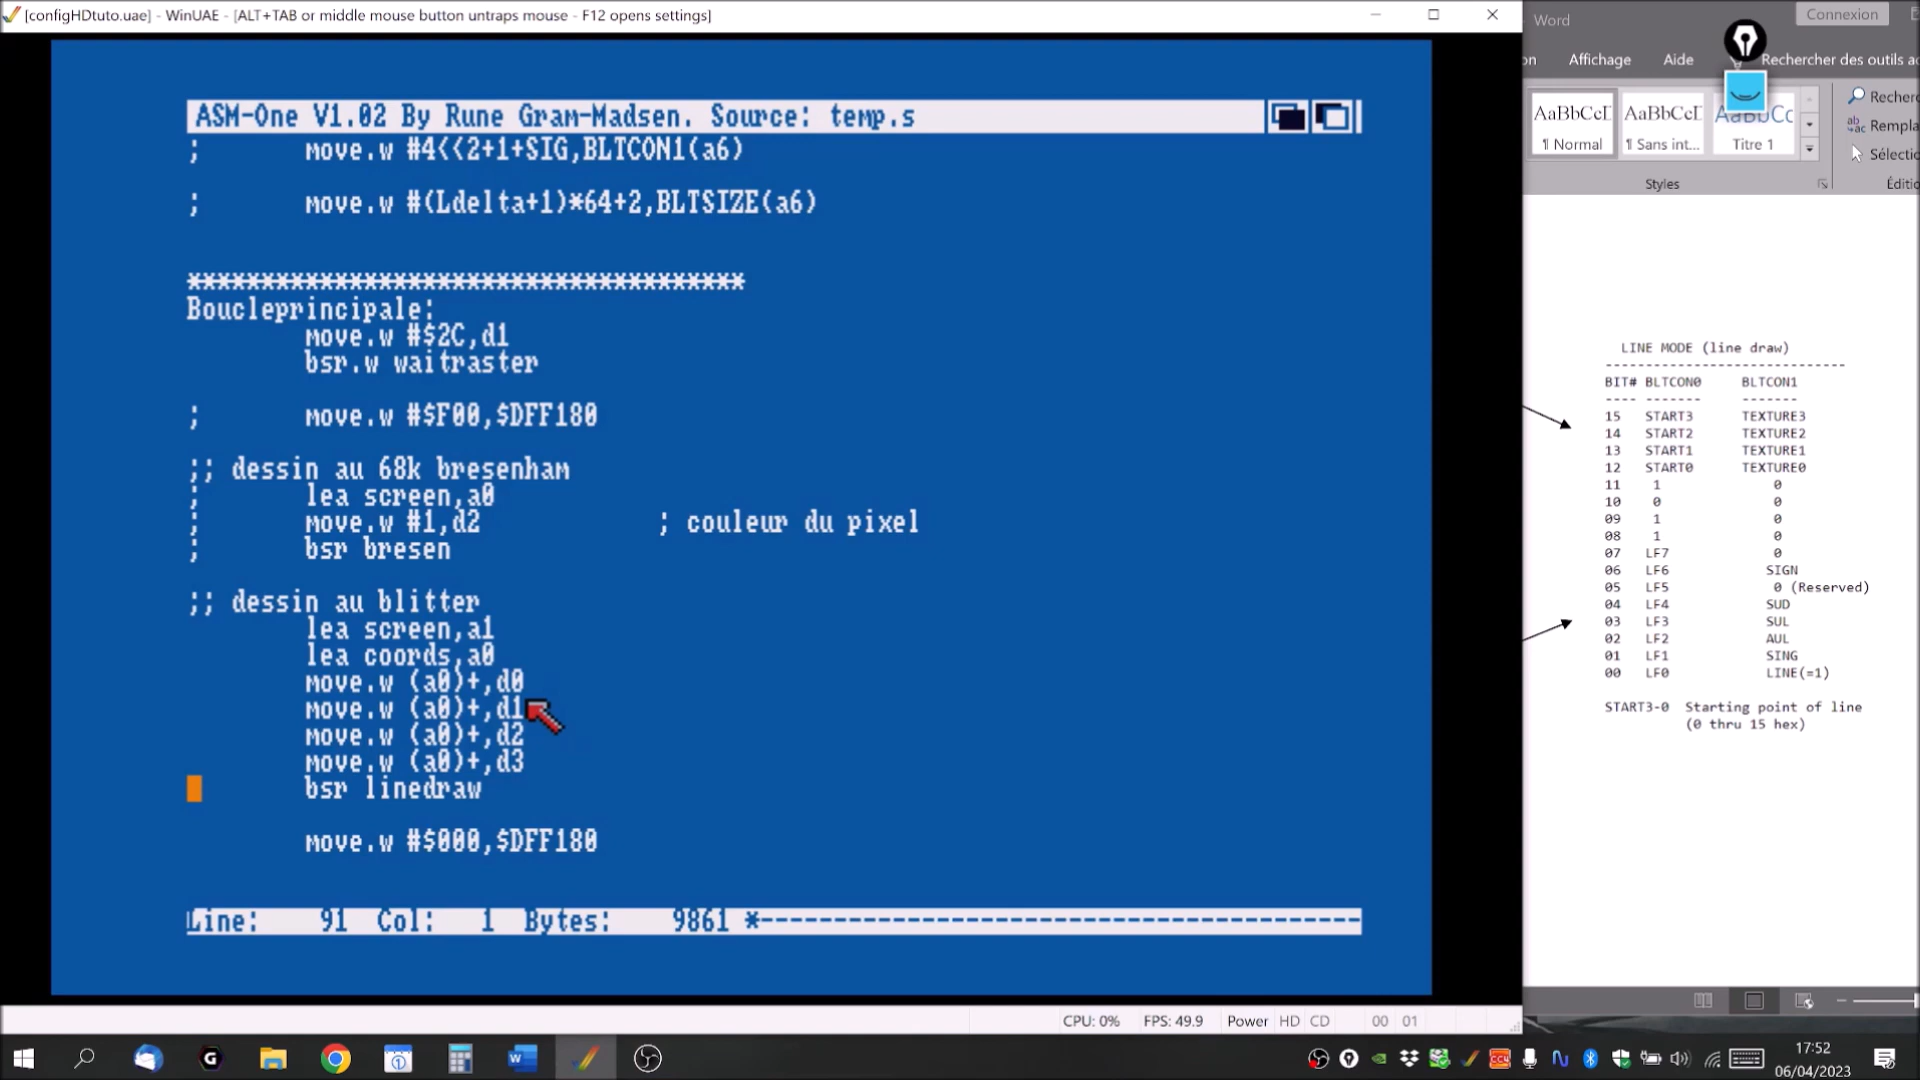 [configHDtuto.uae] - WinUAE - [ALT+TAB or middle mouse button untraps mouse - F12 opens settings]
ASM-One V1.02 By Rune Gram-Madsen. Source: temp.s
; move.w #4<<2+1+SIG,BLTCON1(a6)
; move.w #(Ldelta+1)*64+2,BLTSIZE(a6)
**************************************
Boucleprincipale:
move.w #$2C,d1
bsr.w waitraster
; move.w #$F00,$DFF180
;; dessin au 68k bresenham
; lea screen,a0
; move.w #1,d2 ; couleur du pixel
; bsr bresen
;; dessin au blitter
lea screen,a1
lea coords,a0
move.w (a0)+,d0
move.w (a0)+,d1
move.w (a0)+,d2
move.w (a0)+,d3
bsr linedraw
move.w #$000,$DFF180
Line: 91 Col: 1 Bytes: 9861 *-----------------------------------------
CPU: 0% FPS: 49.9 Power HD CD 00 01
Word Connexion
on Affichage Aide Rechercher des outils a
AaBbCcD AaBbCcD AaBbCc
¶ Normal ¶ Sans int... Titre 1
Recherc
Rempla
Sélectio
Styles Éditio
LINE MODE (line draw)
-----------------------------
BIT# BLTCON0 BLTCON1
---- ------- -------
15 START3 TEXTURE3
14 START2 TEXTURE2
13 START1 TEXTURE1
12 START0 TEXTURE0
11 1 0
10 0 0
09 1 0
08 1 0
07 LF7 0
06 LF6 SIGN
05 LF5 0 (Reserved)
04 LF4 SUD
03 LF3 SUL
02 LF2 AUL
01 LF1 SING
00 LF0 LINE(=1)
START3-0 Starting point of line
(0 thru 15 hex)
17:52
06/04/2023